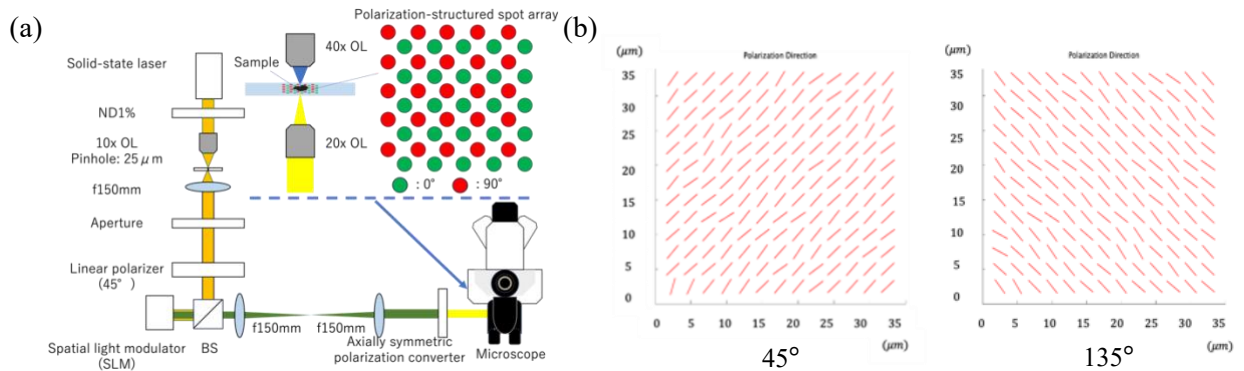 (a)
Polarization-structured spot array
40x OL
Solid-state laser
Sample
ND1%
10x OL
Pinhole: 25μm
20x OL
f150mm
: 0°
: 90°
Aperture
Linear polarizer
(45°)
f150mm
f150mm
Spatial light modulator
(SLM)
BS
Axially symmetric
polarization converter
Microscope
(b)
(μm)
Polarization Direction
35
30
25
20
15
10
5
0
0 5 10 15 20 25 30 35
(μm)
45°
(μm)
Polarization Direction
35
30
25
20
15
10
5
0
0 5 10 15 20 25 30 35
(μm)
135°